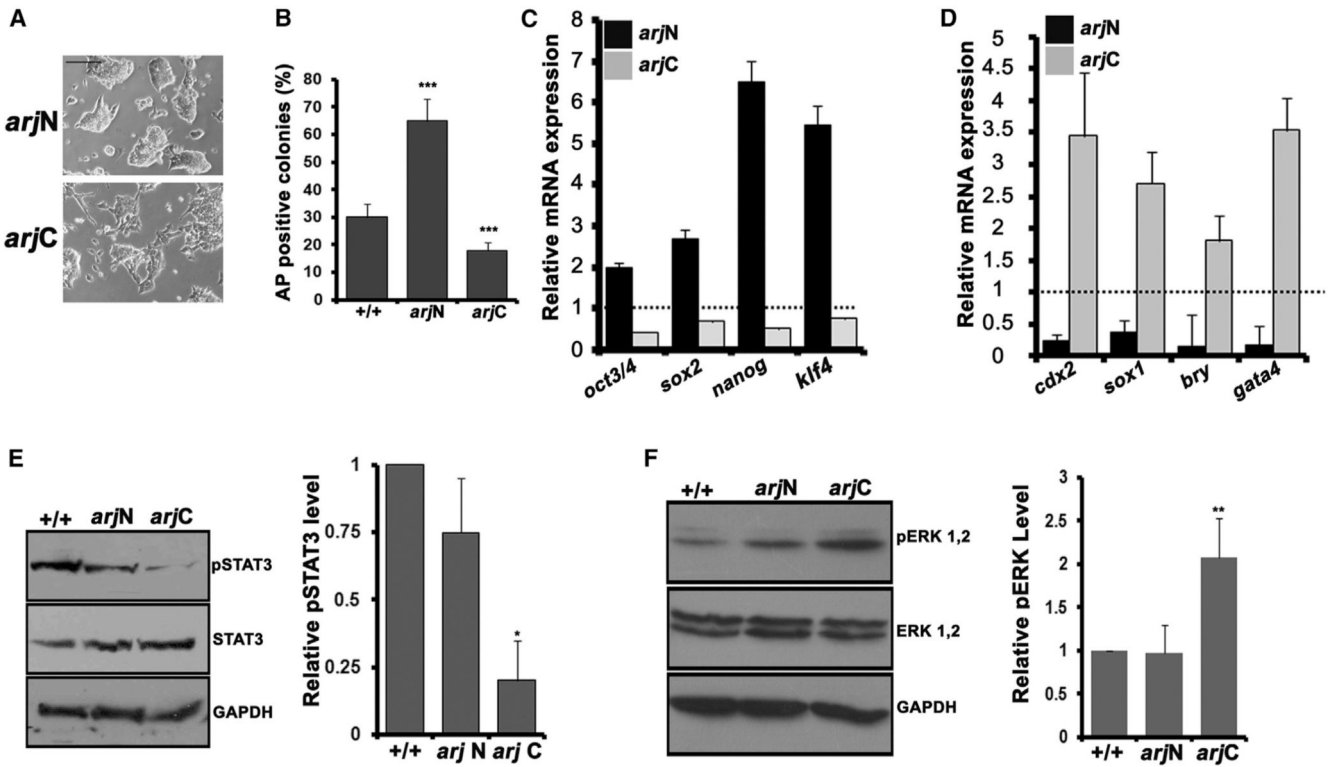 A
arjN
arjC
B
AP positive colonies (%)
80
70
60
50
40
30
20
10
0
***
***
+/+ arjN arjC
C
Relative mRNA expression
8
7
6
5
4
3
2
1
0
arjN
arjC
oct3/4 sox2 nanog klf4
D
Relative mRNA expression
5
4.5
4
3.5
3
2.5
2
1.5
1
0.5
0
arjN
arjC
cdx2 sox1 bry gata4
E
+/+ arjN arjC
pSTAT3
STAT3
GAPDH
Relative pSTAT3 level
1
0.75
0.5
0.25
0
*
+/+ arj N arj C
F
+/+ arjN arjC
pERK 1,2
ERK 1,2
GAPDH
Relative pERK Level
3
2.5
2
1.5
1
0.5
0
**
+/+ arjN arjC